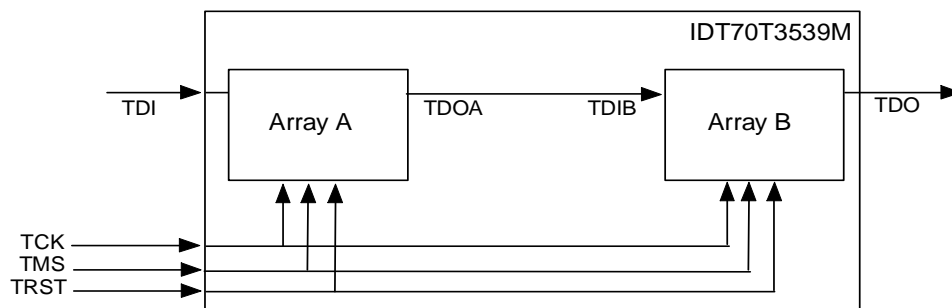 IDT70T3539M
Array A
Array B
TDI
TDOA
TDIB
TDO
TCK
TMS
TRST